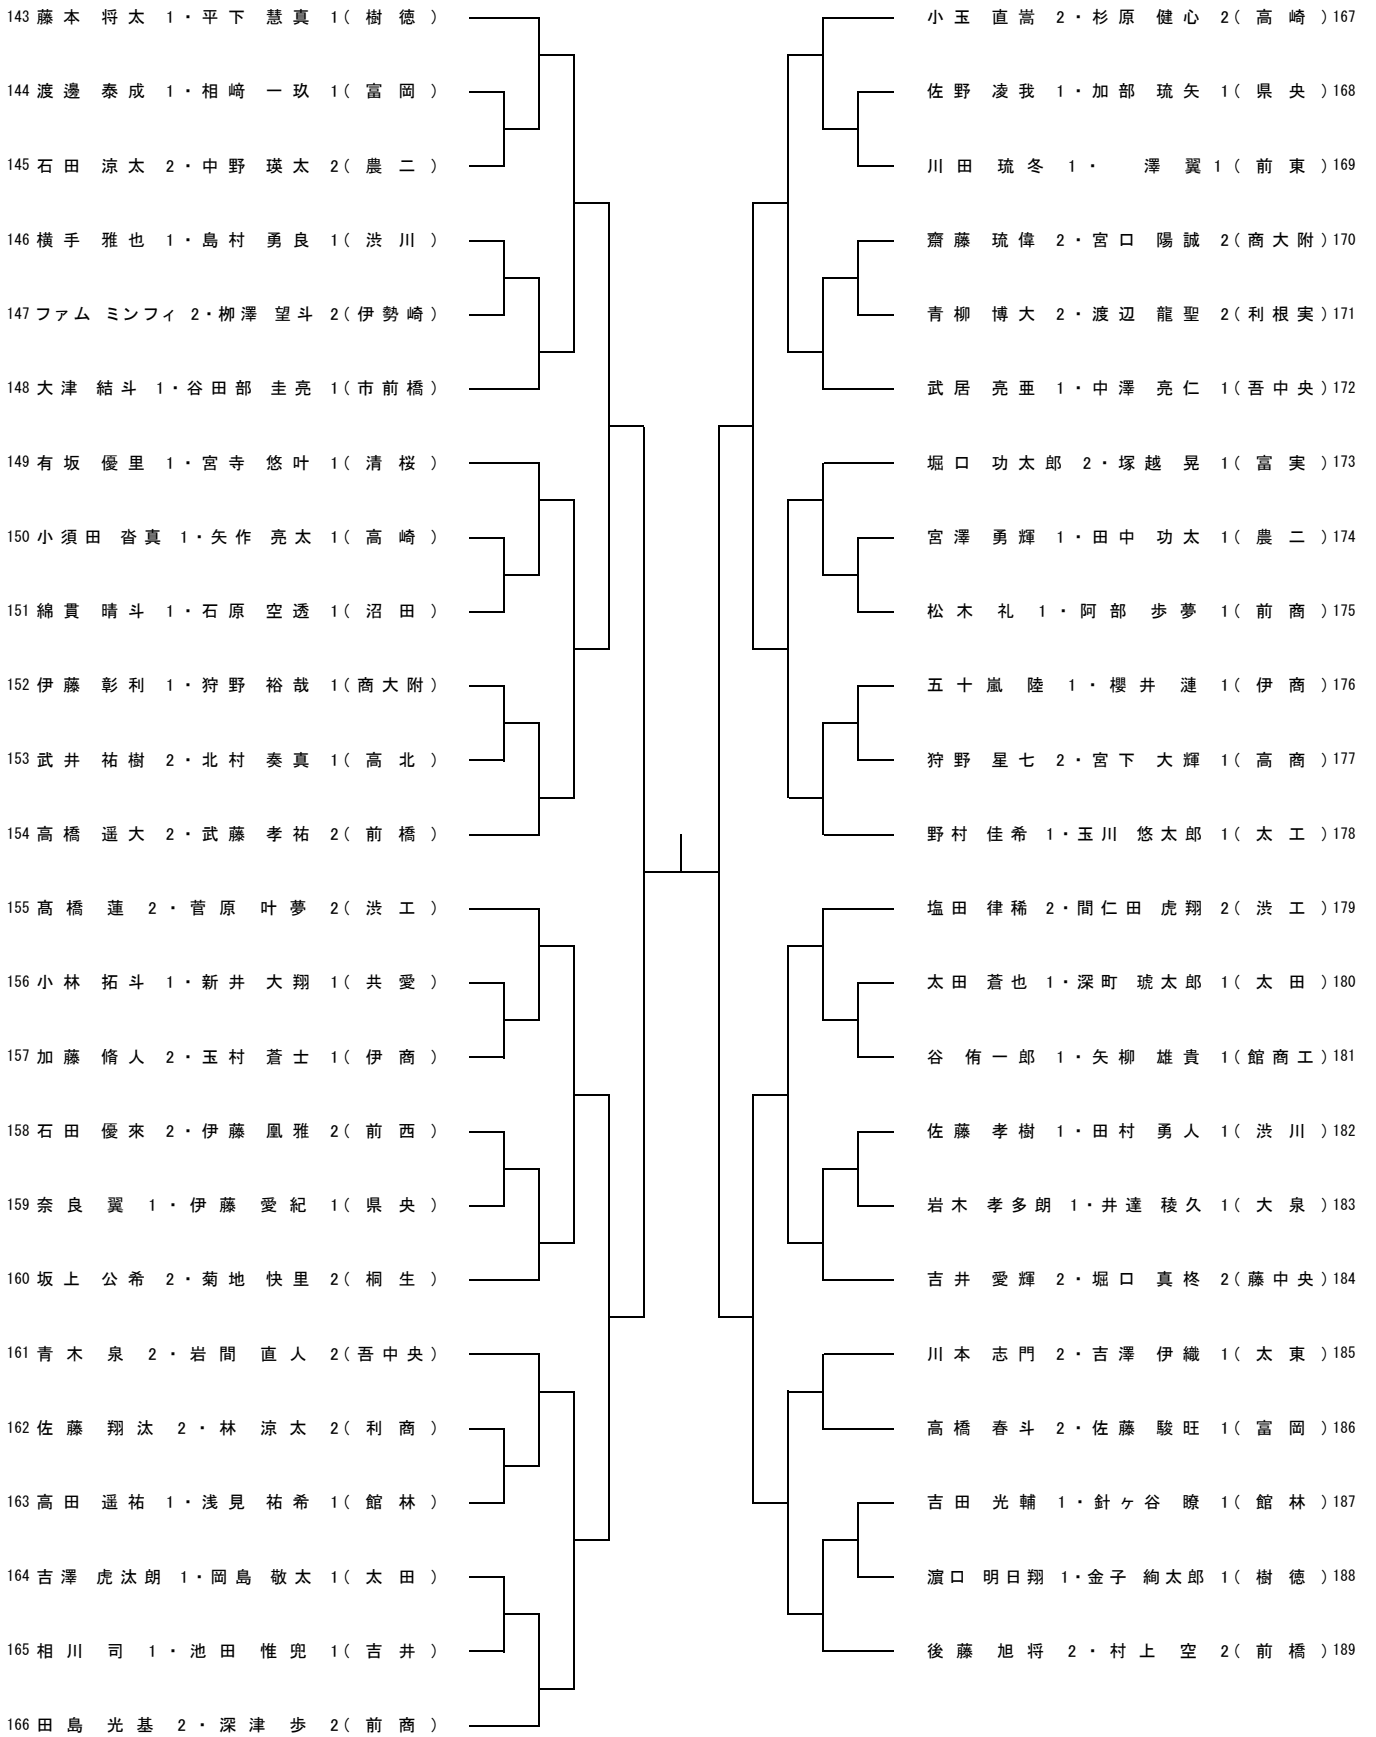 143 藤本 将太 1・平下 慧真 1(樹徳)
144 渡邊 泰成 1・相﨑 一玖 1(富岡)
145 石田 涼太 2・中野 瑛太 2(農二)
146 横手 雅也 1・島村 勇良 1(渋川)
147 ファム ミンフィ 2・栁澤 望斗 2(伊勢崎)
148 大津 結斗 1・谷田部 圭亮 1(市前橋)
149 有坂 優里 1・宮寺 悠叶 1(清桜)
150 小須田 沓真 1・矢作 亮太 1(高崎)
151 綿貫 晴斗 1・石原 空透 1(沼田)
152 伊藤 彰利 1・狩野 裕哉 1(商大附)
153 武井 祐樹 2・北村 奏真 1(高北)
154 高橋 遥大 2・武藤 孝祐 2(前橋)
155 髙橋 蓮 2・菅原 叶夢 2(渋工)
156 小林 拓斗 1・新井 大翔 1(共愛)
157 加藤 脩人 2・玉村 蒼士 1(伊商)
158 石田 優來 2・伊藤 凰雅 2(前西)
159 奈良 翼 1・伊藤 愛紀 1(県央)
160 坂上 公希 2・菊地 快里 2(桐生)
161 青木 泉 2・岩間 直人 2(吾中央)
162 佐藤 翔汰 2・林 涼太 2(利商)
163 高田 遥祐 1・浅見 祐希 1(館林)
164 吉澤 虎汰朗 1・岡島 敬太 1(太田)
165 相川 司 1・池田 惟兜 1(吉井)
166 田島 光基 2・深津 歩 2(前商)
小玉 直嵩 2・杉原 健心 2(高崎)167
佐野 凌我 1・加部 琉矢 1(県央)168
川田 琉冬 1・ 澤 翼 1(前東)169
齋藤 琉偉 2・宮口 陽誠 2(商大附)170
青柳 博大 2・渡辺 龍聖 2(利根実)171
武居 亮亜 1・中澤 亮仁 1(吾中央)172
堀口 功太郎 2・塚越 晃 1(富実)173
宮澤 勇輝 1・田中 功太 1(農二)174
松木 礼 1・阿部 歩夢 1(前商)175
五十嵐 陸 1・櫻井 漣 1(伊商)176
狩野 星七 2・宮下 大輝 1(高商)177
野村 佳希 1・玉川 悠太郎 1(太工)178
塩田 律稀 2・間仁田 虎翔 2(渋工)179
太田 蒼也 1・深町 琥太郎 1(太田)180
谷 侑一郎 1・矢柳 雄貴 1(館商工)181
佐藤 孝樹 1・田村 勇人 1(渋川)182
岩木 孝多朗 1・井達 稜久 1(大泉)183
吉井 愛輝 2・堀口 真柊 2(藤中央)184
川本 志門 2・吉澤 伊織 1(太東)185
高橋 春斗 2・佐藤 駿旺 1(富岡)186
吉田 光輔 1・針ヶ谷 瞭 1(館林)187
濵口 明日翔 1・金子 絢太郎 1(樹徳)188
後藤 旭将 2・村上 空 2(前橋)189